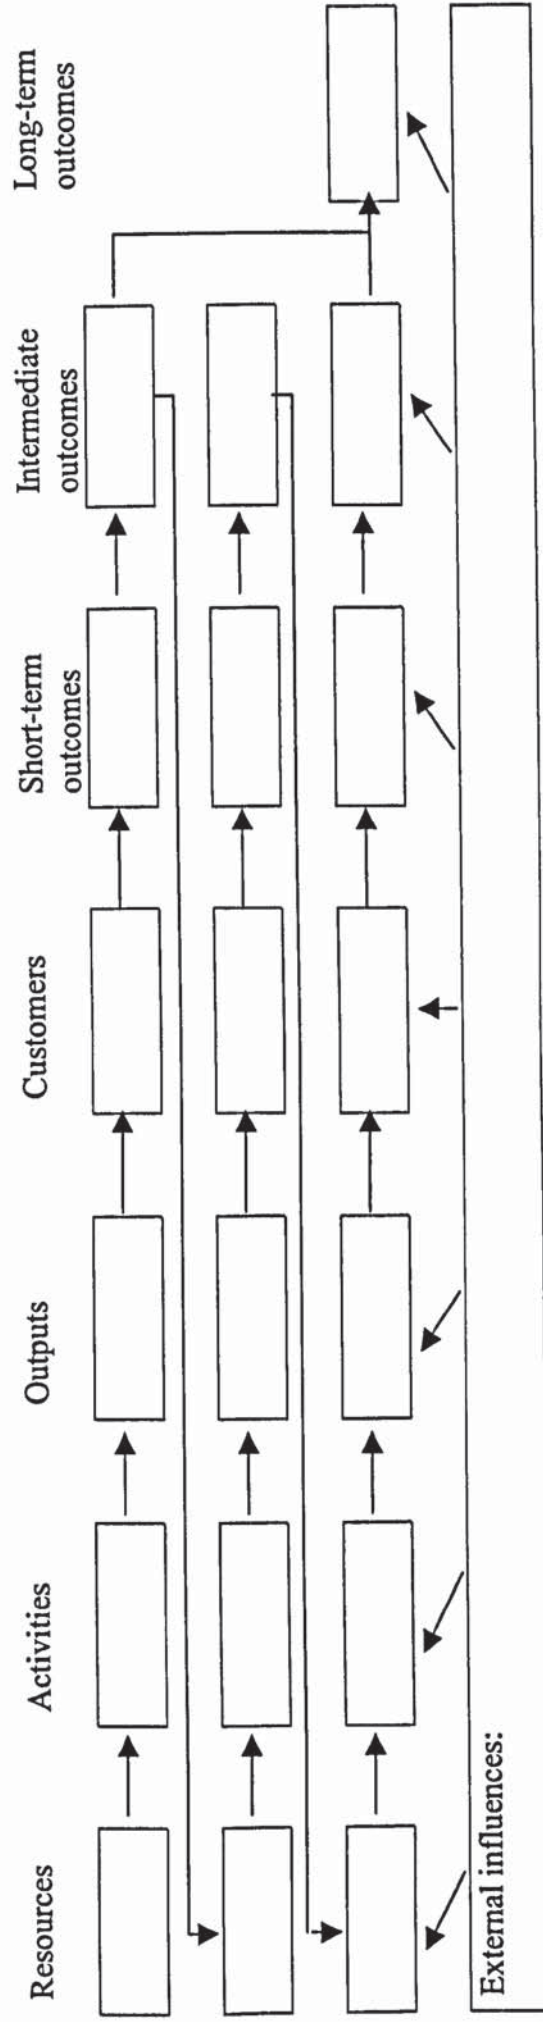 Resources
Activities
Outputs
Customers
Short-term
outcomes
Intermediate
outcomes
Long-term
outcomes
External influences: